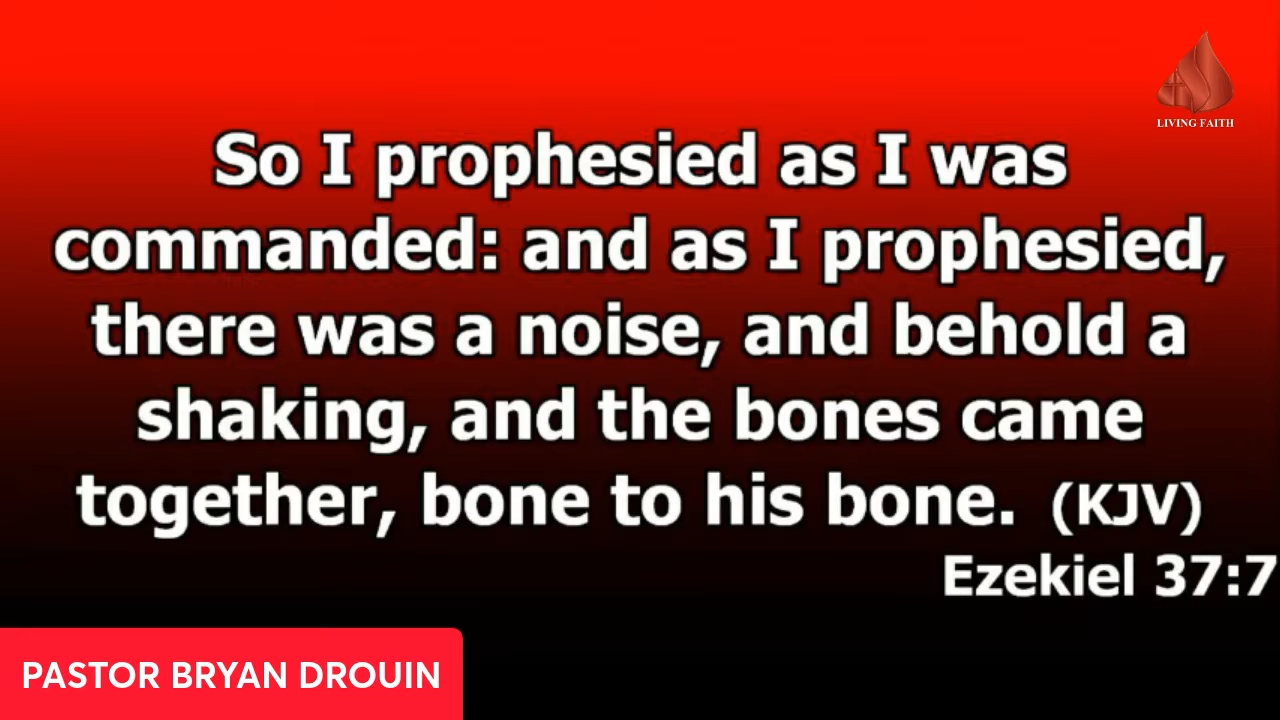 LIVING FAITH
So I prophesied as I was
commanded: and as I prophesied,
there was a noise, and behold a
shaking, and the bones came
together, bone to his bone. (KJV)
Ezekiel 37:7
PASTOR BRYAN DROUIN